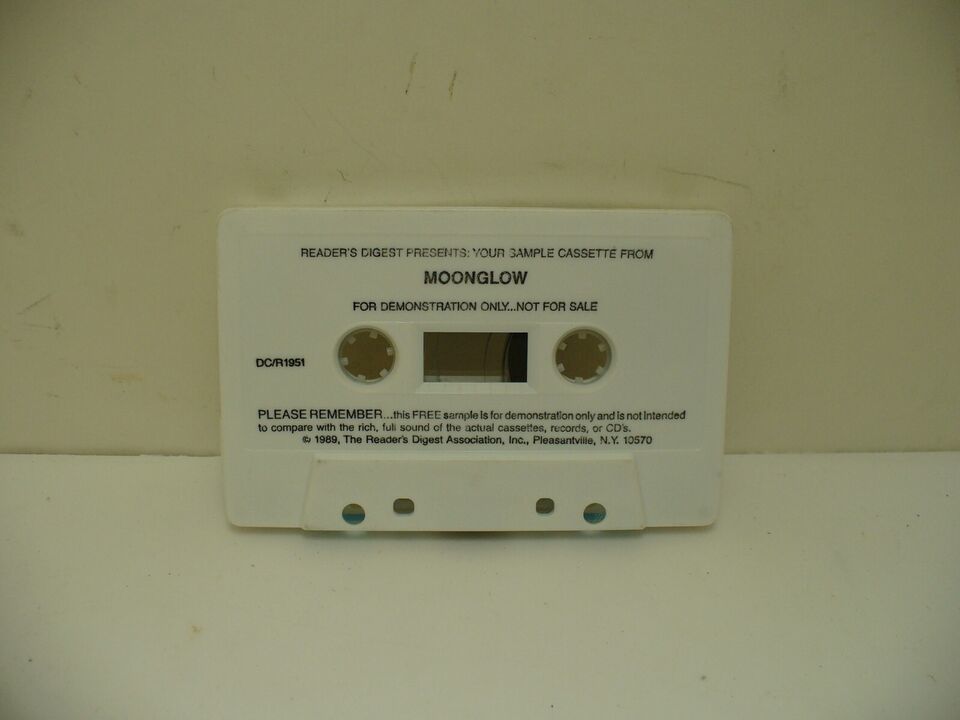 READER'S DIGEST PRESENTS: YOUR SAMPLE CASSETTE FROM
MOONGLOW
FOR DEMONSTRATION ONLY...NOT FOR SALE
DC/R1951
PLEASE REMEMBER...this FREE sample is for demonstration only and is not intended
to compare with the rich, full sound of the actual cassettes, records, or CD's.
© 1989, The Reader's Digest Association, Inc., Pleasantville, N.Y. 10570